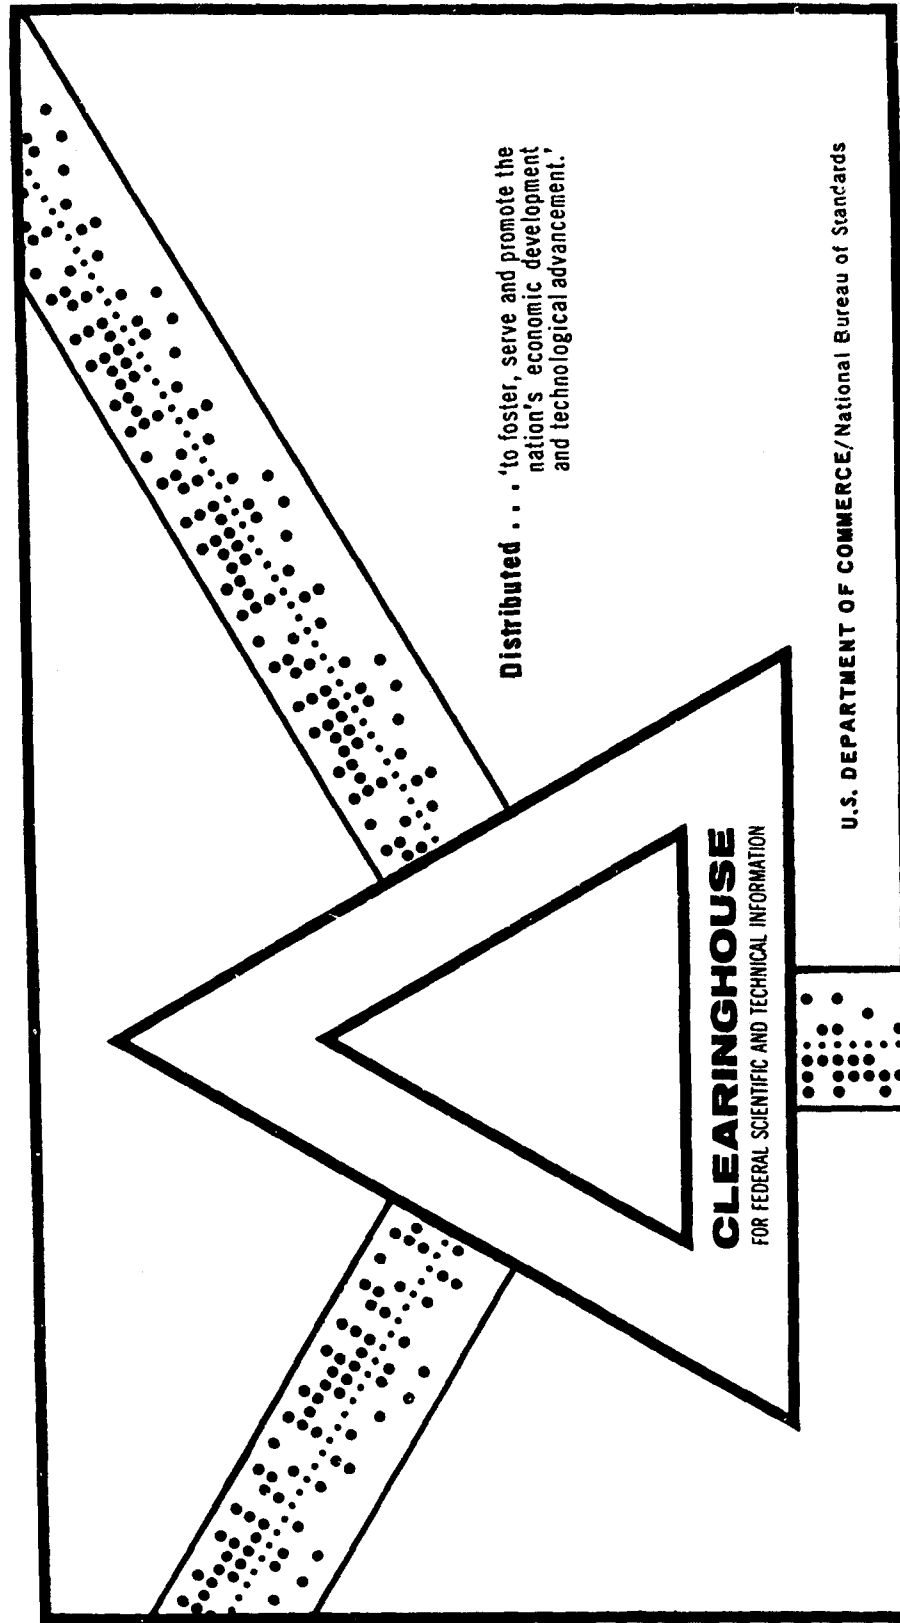 Distributed . . . 'to foster, serve and promote the
nation's economic development
and technological advancement.'
CLEARINGHOUSE
FOR FEDERAL SCIENTIFIC AND TECHNICAL INFORMATION
U.S. DEPARTMENT OF COMMERCE/National Bureau of Standards